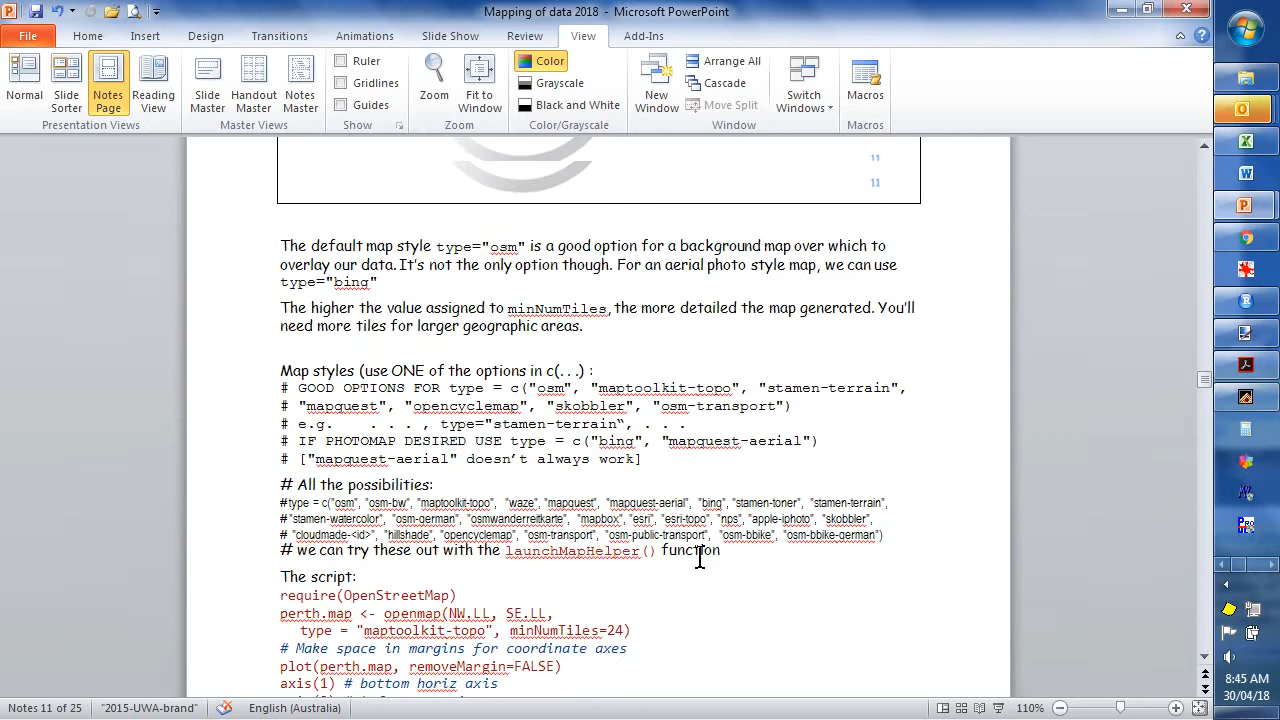 Mapping of data 2018 - Microsoft PowerPoint
File Home Insert Design Transitions Animations Slide Show Review View Add-Ins
Normal Slide Sorter Notes Page Reading View
Presentation Views
Slide Master Handout Master Notes Master
Master Views
Ruler
Gridlines
Guides
Show
Zoom Fit to Window
Zoom
Color
Grayscale
Black and White
Color/Grayscale
New Window
Arrange All
Cascade
Move Split
Switch Windows
Window
Macros
Macros
11
11
The default map style type="osm" is a good option for a background map over which to
overlay our data. It's not the only option though. For an aerial photo style map, we can use
type="bing"
The higher the value assigned to minNumTiles, the more detailed the map generated. You'll
need more tiles for larger geographic areas.
Map styles (use ONE of the options in c(...) :
# GOOD OPTIONS FOR type = c("osm", "maptoolkit-topo", "stamen-terrain",
# "mapquest", "opencyclemap", "skobbler", "osm-transport")
# e.g. . . . , type="stamen-terrain“, . . .
# IF PHOTOMAP DESIRED USE type = c("bing", "mapquest-aerial")
# ["mapquest-aerial" doesn’t always work]
# All the possibilities:
#type = c("osm", "osm-bw", "maptoolkit-topo", "waze", "mapquest", "mapquest-aerial", "bing", "stamen-toner", "stamen-terrain",
#"stamen-watercolor", "osm-german", "osmwanderreitkarte", "mapbox", "esri", "esri-topo", "nps", "apple-iphoto", "skobbler",
# "cloudmade-<id>", "hillshade", "opencyclemap", "osm-transport", "osm-public-transport", "osm-bbike", "osmvbbike-german")
# we can try these out with the launchMapHelper() function
The script:
require(OpenStreetMap)
perth.map <- openmap(NW.LL, SE.LL,
type = "maptoolkit-topo", minNumTiles=24)
# Make space in margins for coordinate axes
plot(perth.map, removeMargin=FALSE)
axis(1) # bottom horiz axis
Notes 11 of 25 "2015-UWA-brand" English (Australia) 110%
8:45 AM
30/04/18